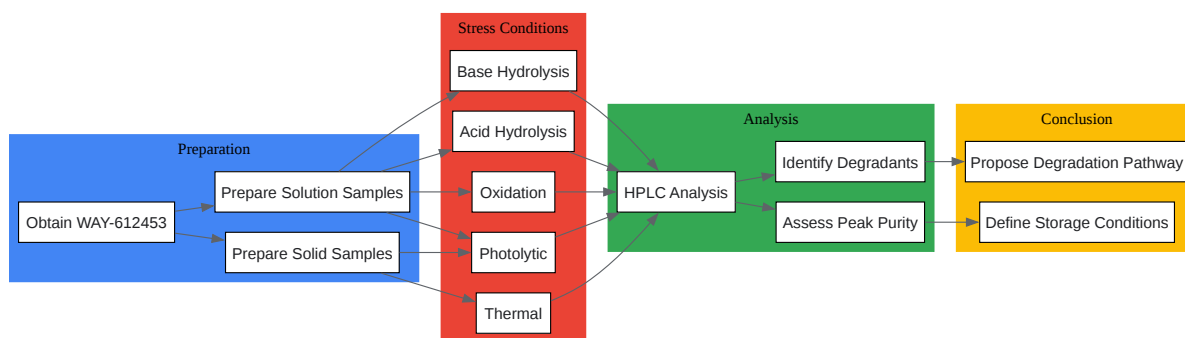 Preparation
Obtain WAY-612453
Prepare Solution Samples
Prepare Solid Samples
Stress Conditions
Base Hydrolysis
Acid Hydrolysis
Oxidation
Photolytic
Thermal
Analysis
HPLC Analysis
Identify Degradants
Assess Peak Purity
Conclusion
Propose Degradation Pathway
Define Storage Conditions